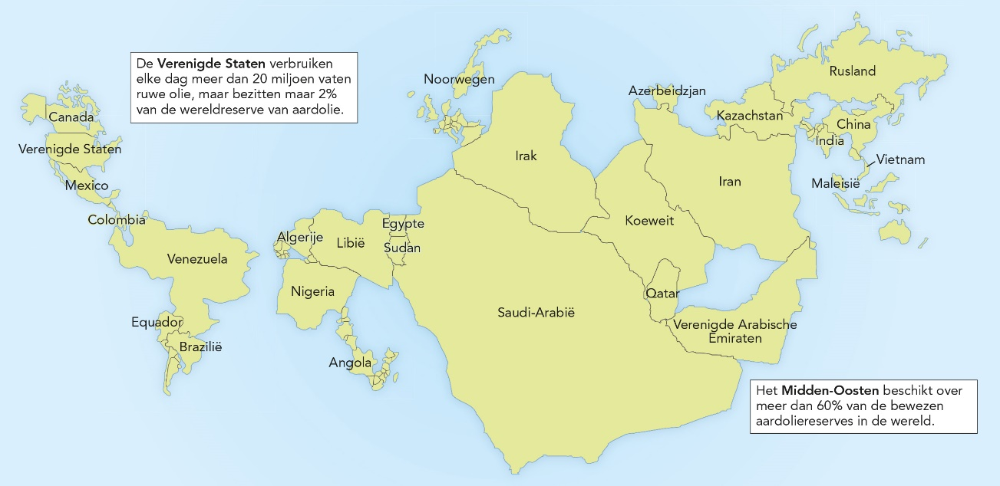 De Verenigde Staten verbruiken
elke dag meer dan 20 miljoen vaten
ruwe olie, maar bezitten maar 2%
van de wereldreserve van aardolie.
Noorwegen
Rusland
Azerbeidzjan
Canada
Kazachstan
China
India
Verenigde Staten
Irak
Vietnam
Iran
Maleisië
Mexico
Colombia
Koeweit
Egypte
Algerije
Libië
Sudan
Venezuela
Nigeria
Qatar
Saudi-Arabië
Equador
Verenigde Arabische
Emiraten
Brazilië
Angola
Het Midden-Oosten beschikt over
meer dan 60% van de bewezen
aardoliereserves in de wereld.